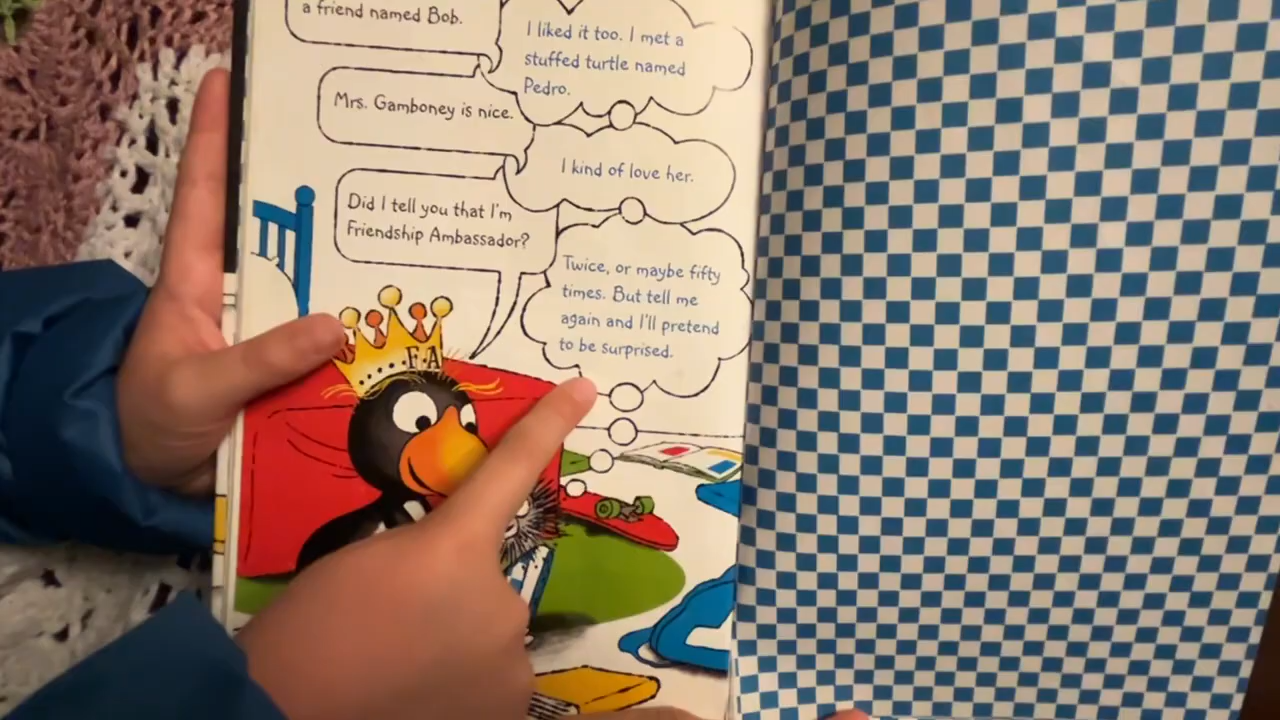 a friend named Bob.
I liked it too. I met a
stuffed turtle named
Pedro.
Mrs. Gamboney is nice.
I kind of love her.
Did I tell you that I'm
Friendship Ambassador?
Twice, or maybe fifty
times. But tell me
again and I'll pretend
to be surprised.
F.A